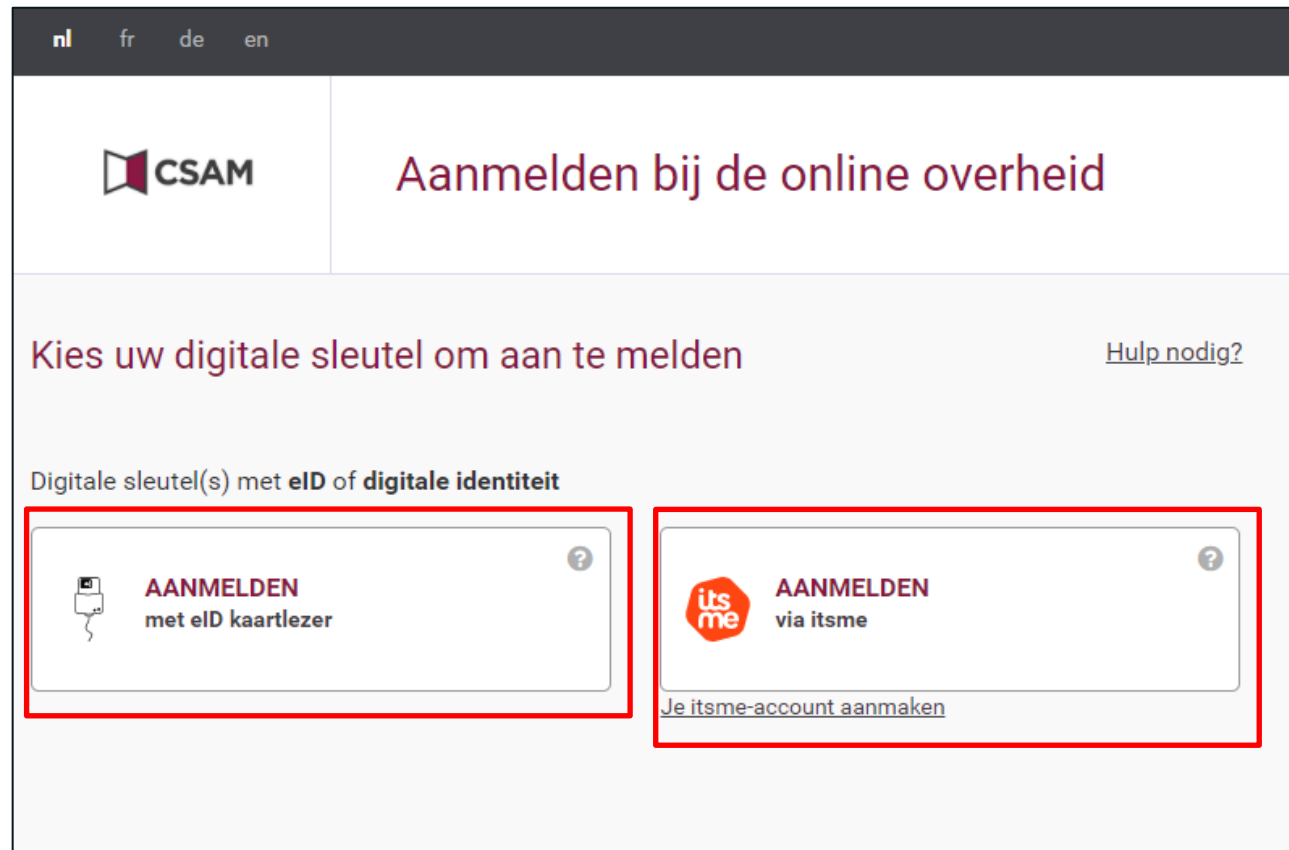 nl fr de en
CSAM
Aanmelden bij de online overheid
Kies uw digitale sleutel om aan te melden
Hulp nodig?
Digitale sleutel(s) met eID of digitale identiteit
?
AANMELDEN
met eID kaartlezer
?
its
me
AANMELDEN
via itsme
Je itsme-account aanmaken